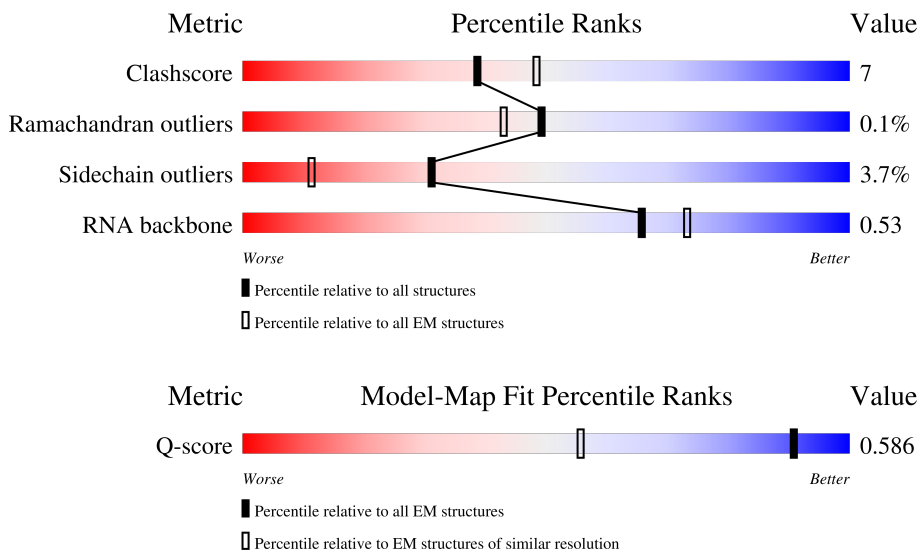 Metric Percentile Ranks Value
Clashscore 7
Ramachandran outliers 0.1%
Sidechain outliers 3.7%
RNA backbone 0.53
Worse Better
Percentile relative to all structures
Percentile relative to all EM structures
Metric Model-Map Fit Percentile Ranks Value
Q-score 0.586
Worse Better
Percentile relative to all EM structures
Percentile relative to EM structures of similar resolution